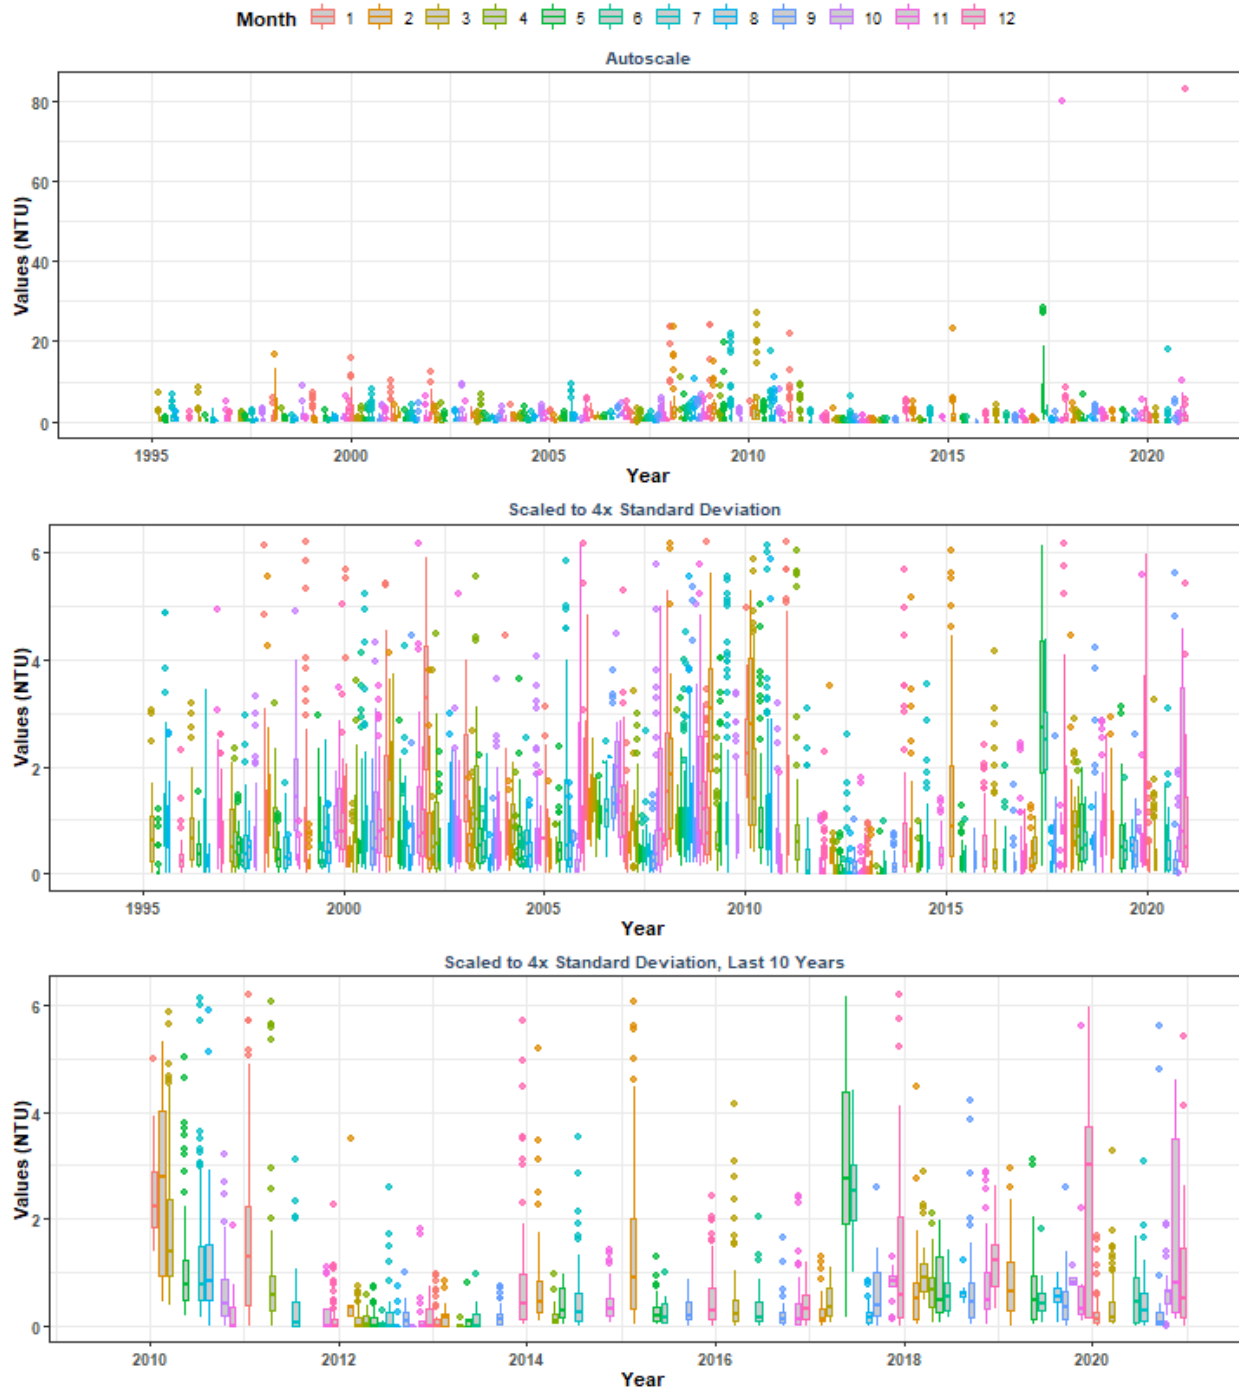 Month 1 2 3 4 5 6 7 8 9 10 11 12
Autoscale
Values (NTU)
80
60
40
20
0
1995 2000 2005 2010 2015 2020
Year
Scaled to 4x Standard Deviation
Values (NTU)
6
4
2
0
1995 2000 2005 2010 2015 2020
Year
Scaled to 4x Standard Deviation, Last 10 Years
Values (NTU)
6
4
2
0
2010 2012 2014 2016 2018 2020
Year